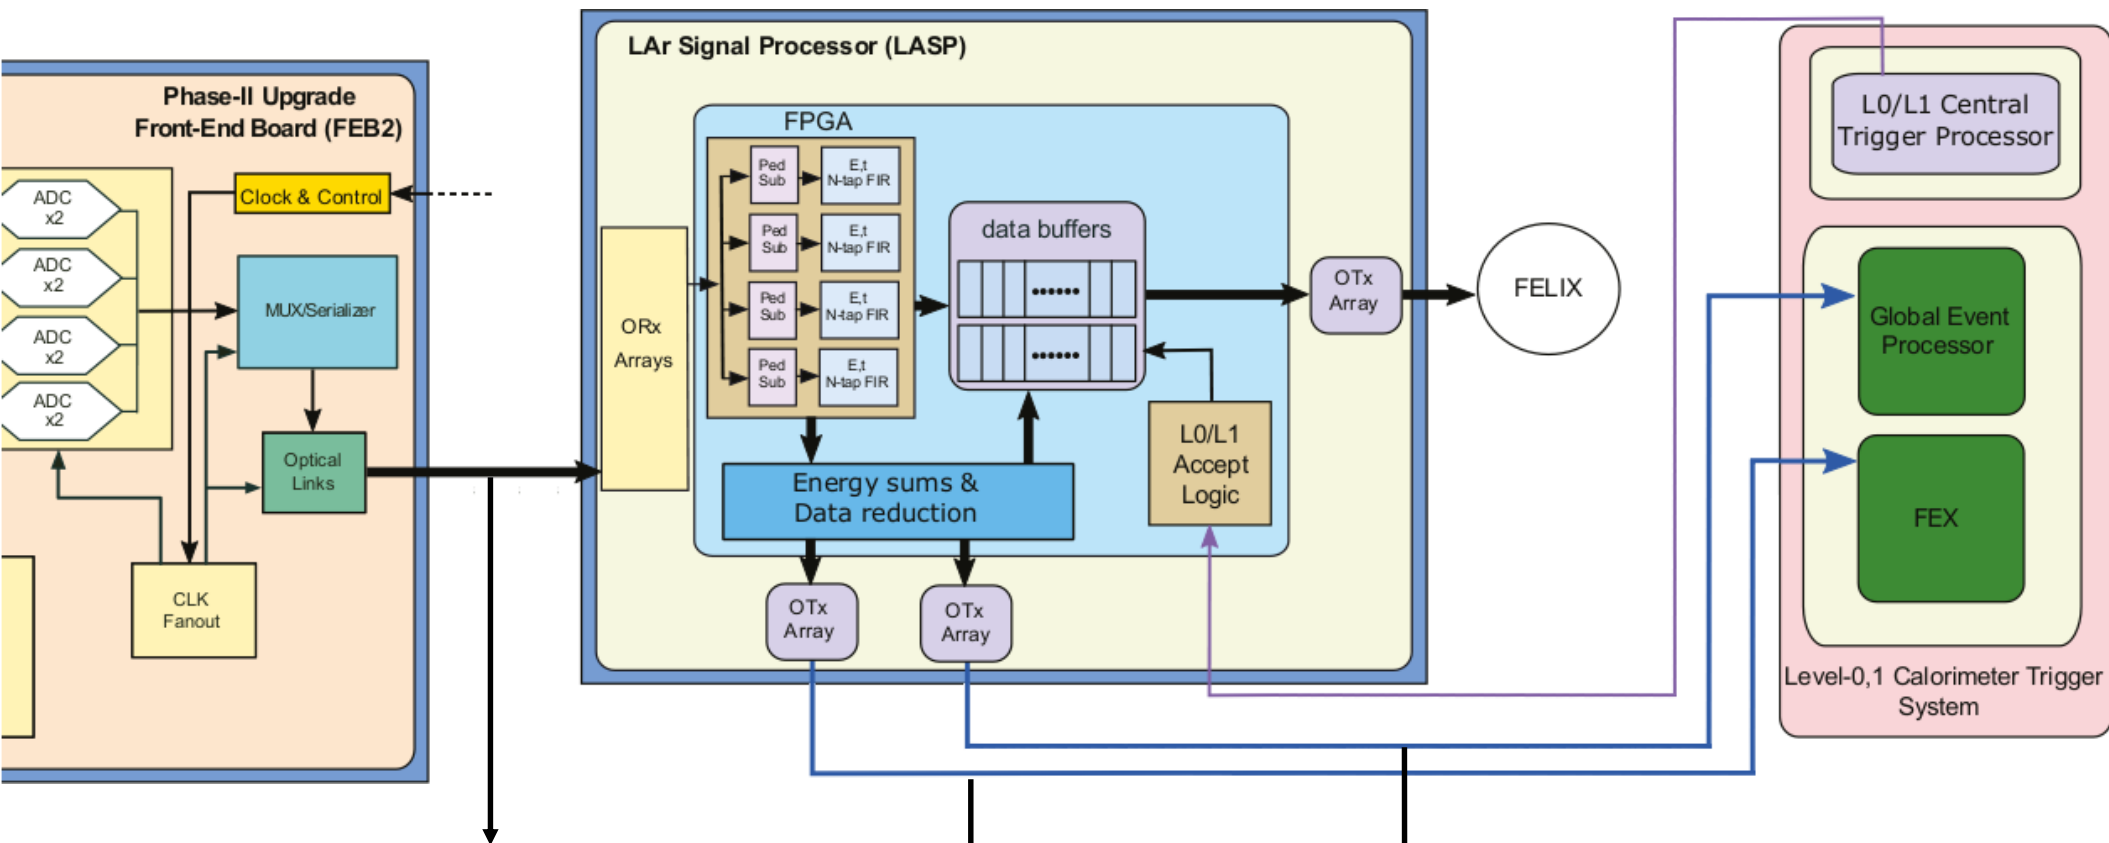 LAr Signal Processor (LASP)
Phase-II Upgrade
Front-End Board (FEB2)
ADC
x2
ADC
x2
ADC
x2
ADC
x2
Clock & Control
MUX/Serializer
Optical
Links
CLK
Fanout
ORx
Arrays
FPGA
Ped
Sub
E,t
N-tap FIR
Ped
Sub
E,t
N-tap FIR
Ped
Sub
E,t
N-tap FIR
Ped
Sub
E,t
N-tap FIR
data buffers
Energy sums &
Data reduction
L0/L1
Accept
Logic
OTx
Array
OTx
Array
OTx
Array
FELIX
L0/L1 Central
Trigger Processor
Global Event
Processor
FEX
Level-0,1 Calorimeter Trigger
System